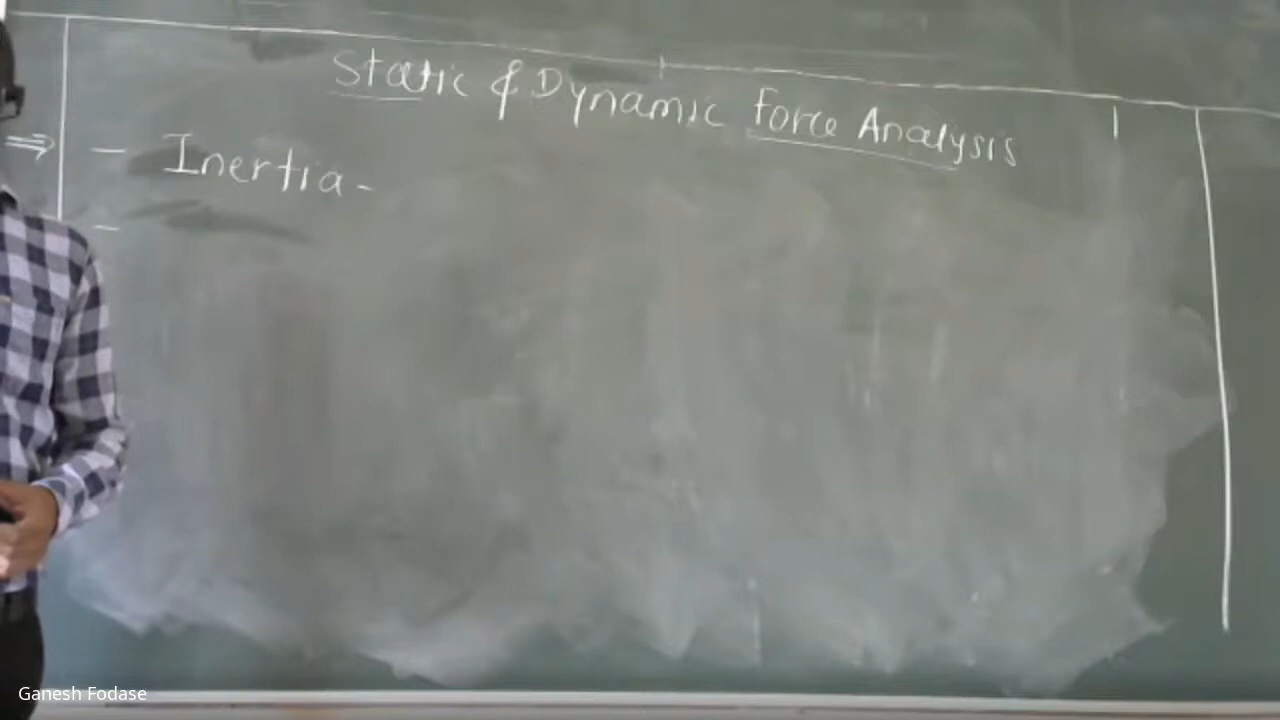 Static & Dynamic Force Analysis
⇒ - Inertia -
-
Ganesh Fodase